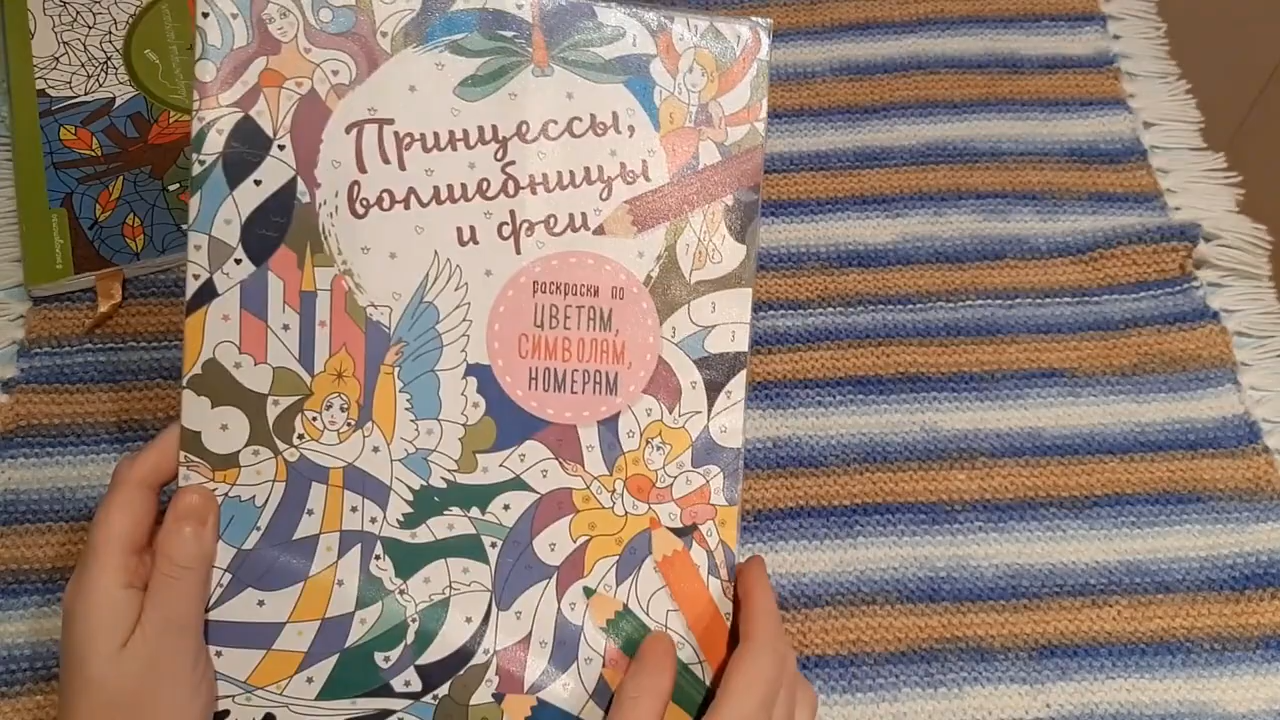 Принцессы,
волшебницы
и феи
раскраски по
ЦВЕТАМ,
СИМВОЛАМ,
НОМЕРАМ